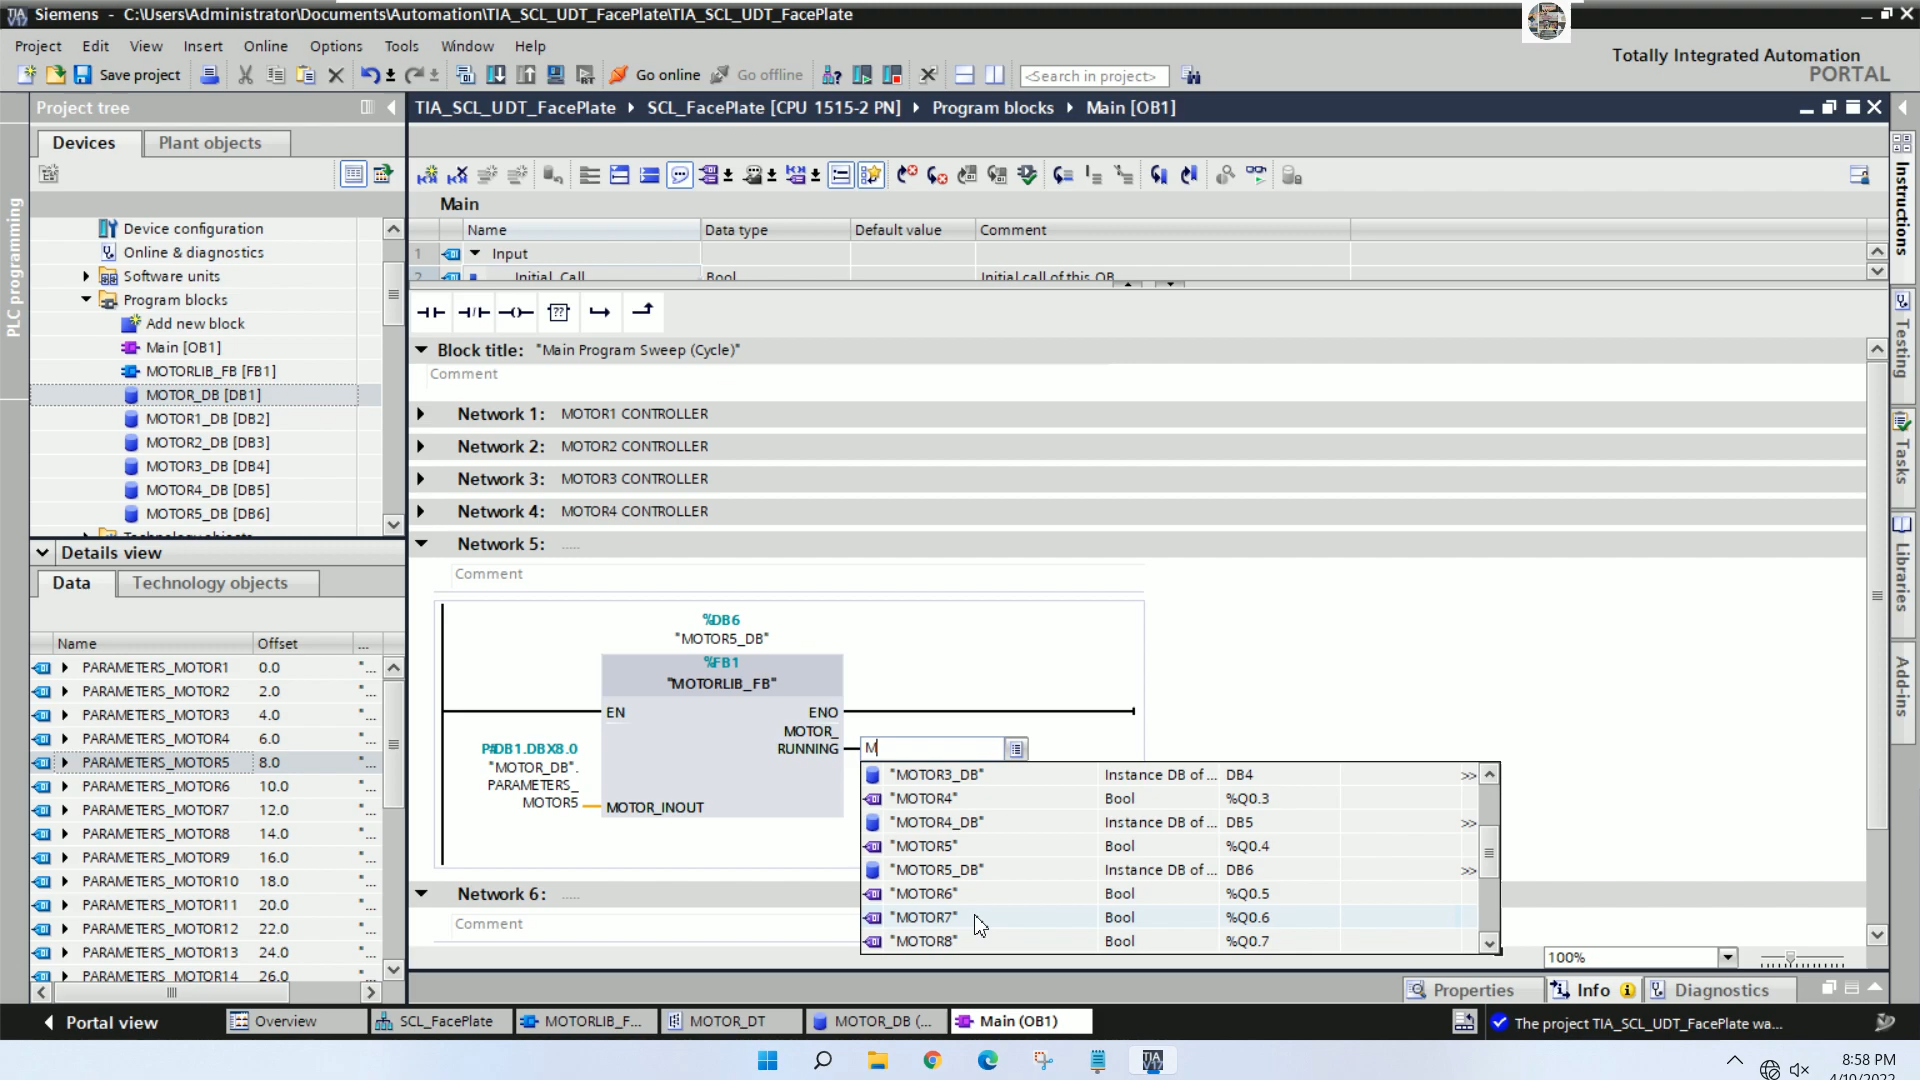 Siemens - C:\Users\Administrator\Documents\Automation\TIA_SCL_UDT_FacePlate\TIA_SCL_UDT_FacePlate
Project Edit View Insert Online Options Tools Window Help
Totally Integrated Automation
PORTAL
Save project Go online Go offline <Search in project>
Project tree
TIA_SCL_UDT_FacePlate SCL_FacePlate [CPU 1515-2 PN] Program blocks Main [OB1]
Devices Plant objects
PLC programming
Device configuration
Online & diagnostics
Software units
Program blocks
Add new block
Main [OB1]
MOTORLIB_FB [FB1]
MOTOR_DB [DB1]
MOTOR1_DB [DB2]
MOTOR2_DB [DB3]
MOTOR3_DB [DB4]
MOTOR4_DB [DB5]
MOTOR5_DB [DB6]
Technology objects
Details view
Data Technology objects
Name Offset ...
PARAMETERS_MOTOR1 0.0 "...
PARAMETERS_MOTOR2 2.0 "...
PARAMETERS_MOTOR3 4.0 "...
PARAMETERS_MOTOR4 6.0 "...
PARAMETERS_MOTOR5 8.0 "...
PARAMETERS_MOTOR6 10.0 "...
PARAMETERS_MOTOR7 12.0 "...
PARAMETERS_MOTOR8 14.0 "...
PARAMETERS_MOTOR9 16.0 "...
PARAMETERS_MOTOR10 18.0 "...
PARAMETERS_MOTOR11 20.0 "...
PARAMETERS_MOTOR12 22.0 "...
PARAMETERS_MOTOR13 24.0 "...
PARAMETERS_MOTOR14 26.0 "...
Main
Name Data type Default value Comment
1 Input
2 Initial_Call Bool Initial call of this OB
??
Block title: "Main Program Sweep (Cycle)"
Comment
Network 1: MOTOR1 CONTROLLER
Network 2: MOTOR2 CONTROLLER
Network 3: MOTOR3 CONTROLLER
Network 4: MOTOR4 CONTROLLER
Network 5: .....
Comment
%DB6
"MOTOR5_DB"
%FB1
"MOTORLIB_FB"
EN ENO
MOTOR_
RUNNING
M
P#DB1.DBX8.0
"MOTOR_DB".
PARAMETERS_
MOTOR5
MOTOR_INOUT
"MOTOR3_DB" Instance DB of ... DB4 >>
"MOTOR4" Bool %Q0.3
"MOTOR4_DB" Instance DB of ... DB5 >>
"MOTOR5" Bool %Q0.4
"MOTOR5_DB" Instance DB of ... DB6 >>
"MOTOR6" Bool %Q0.5
"MOTOR7" Bool %Q0.6
"MOTOR8" Bool %Q0.7
Network 6: .....
Comment
100%
Properties Info Diagnostics
Instructions
Testing
Tasks
Libraries
Add-ins
Portal view Overview SCL_FacePlate MOTORLIB_F... MOTOR_DT MOTOR_DB (... Main (OB1)
The project TIA_SCL_UDT_FacePlate wa...
8:58 PM
4/10/2022